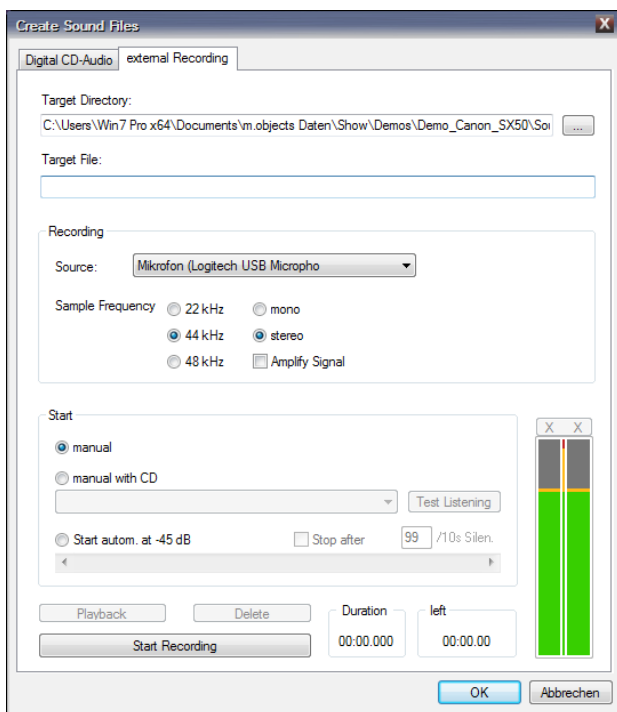 Create Sound Files
X
Digital CD-Audio
external Recording
Target Directory:
C:\Users\Win7 Pro x64\Documents\m.objects Daten\Show\Demos\Demo_Canon_SX50\Sou
...
Target File:
Recording
Source: Mikrofon (Logitech USB Micropho
Sample Frequency 22 kHz mono
44 kHz stereo
48 kHz Amplify Signal
Start
X X
manual
manual with CD
Test Listening
Start autom. at -45 dB Stop after 99 /10s Silen.
Playback Delete Duration left
Start Recording 00:00.000 00:00.00
OK Abbrechen